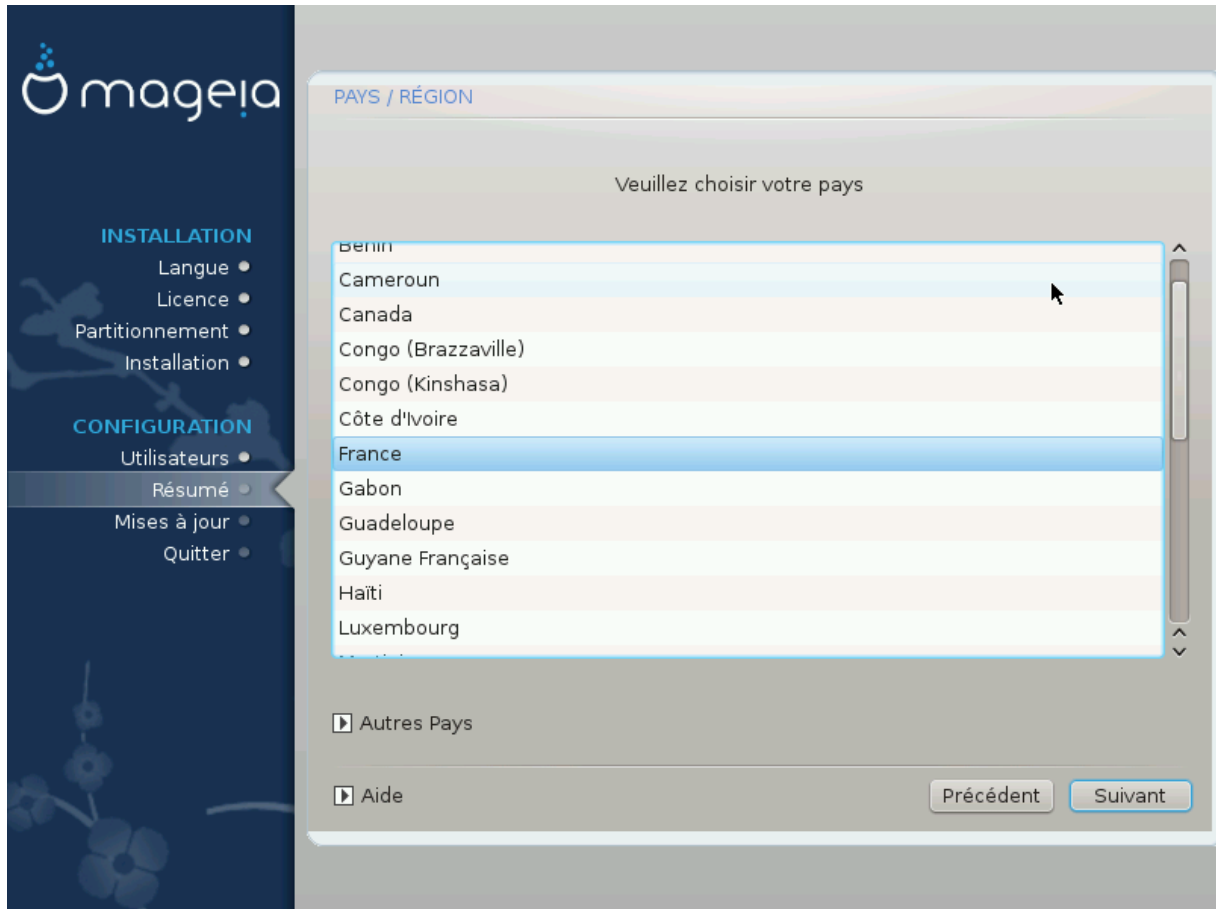 mageia
INSTALLATION
Langue
Licence
Partitionnement
Installation
CONFIGURATION
Utilisateurs
Résumé
Mises à jour
Quitter
PAYS / RÉGION
Veuillez choisir votre pays
Bénin
Cameroun
Canada
Congo (Brazzaville)
Congo (Kinshasa)
Côte d'Ivoire
France
Gabon
Guadeloupe
Guyane Française
Haïti
Luxembourg
Autres Pays
Aide
Précédent
Suivant